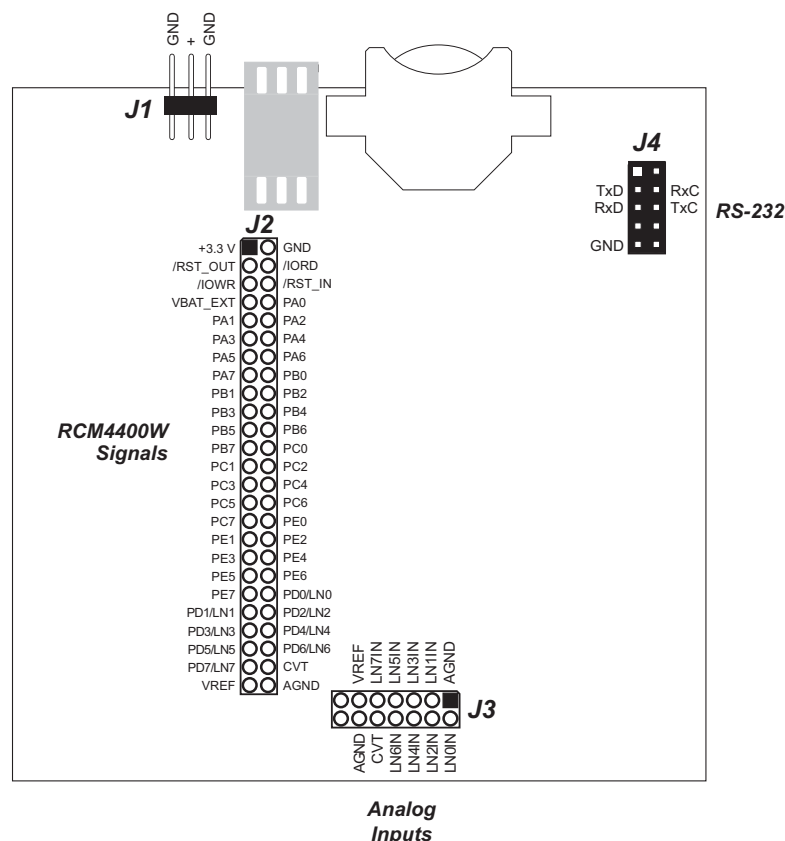 GND
+
GND
J1
J4
TxD RxC
RxD TxC
GND
RS-232
J2
+3.3 V GND
/RST_OUT /IORD
/IOWR /RST_IN
VBAT_EXT PA0
PA1 PA2
PA3 PA4
PA5 PA6
PA7 PB0
PB1 PB2
PB3 PB4
PB5 PB6
PB7 PC0
PC1 PC2
PC3 PC4
PC5 PC6
PC7 PE0
PE1 PE2
PE3 PE4
PE5 PE6
PE7 PD0/LN0
PD1/LN1 PD2/LN2
PD3/LN3 PD4/LN4
PD5/LN5 PD6/LN6
PD7/LN7 CVT
VREF AGND
RCM4400W
Signals
VREF
LN7IN
LN5IN
LN3IN
LN1IN
AGND
J3
AGND
CVT
LN6IN
LN4IN
LN2IN
LN0IN
Analog
Inputs